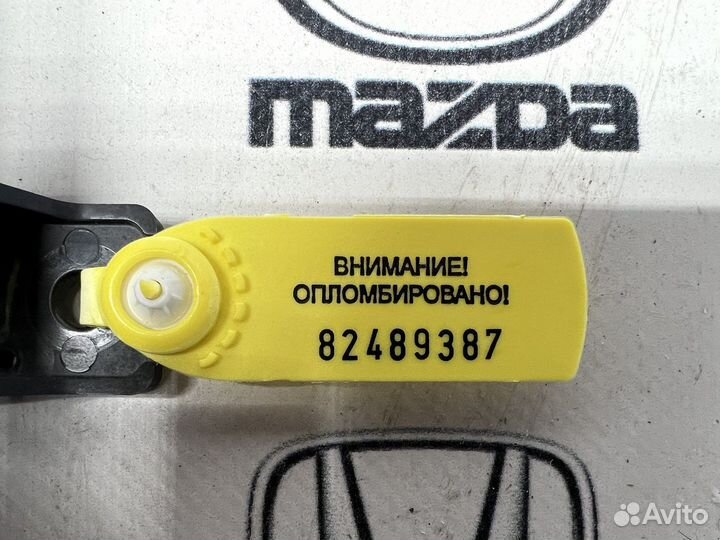 mazda
ВНИМАНИЕ!
ОПЛОМБИРОВАНО!
82489387
Avito